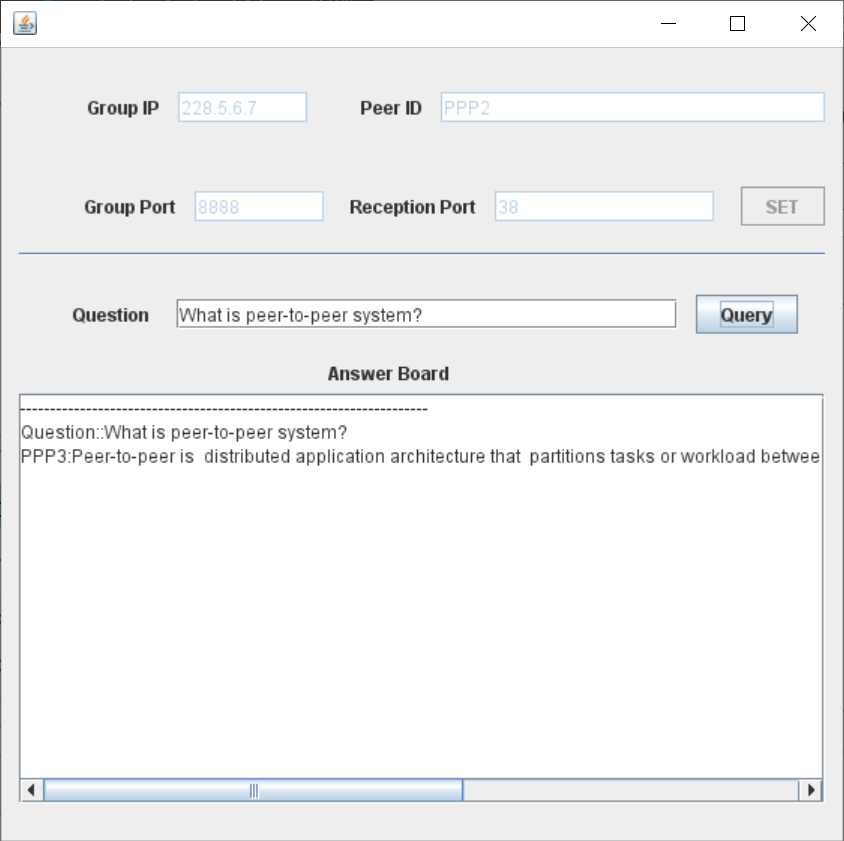 Group IP 228.5.6.7 Peer ID PPP2
Group Port 8888 Reception Port 38 SET
Question What is peer-to-peer system? Query
Answer Board
--------------------------------------------------------------------
Question::What is peer-to-peer system?
PPP3:Peer-to-peer is  distributed application architecture that  partitions tasks or workload betwee